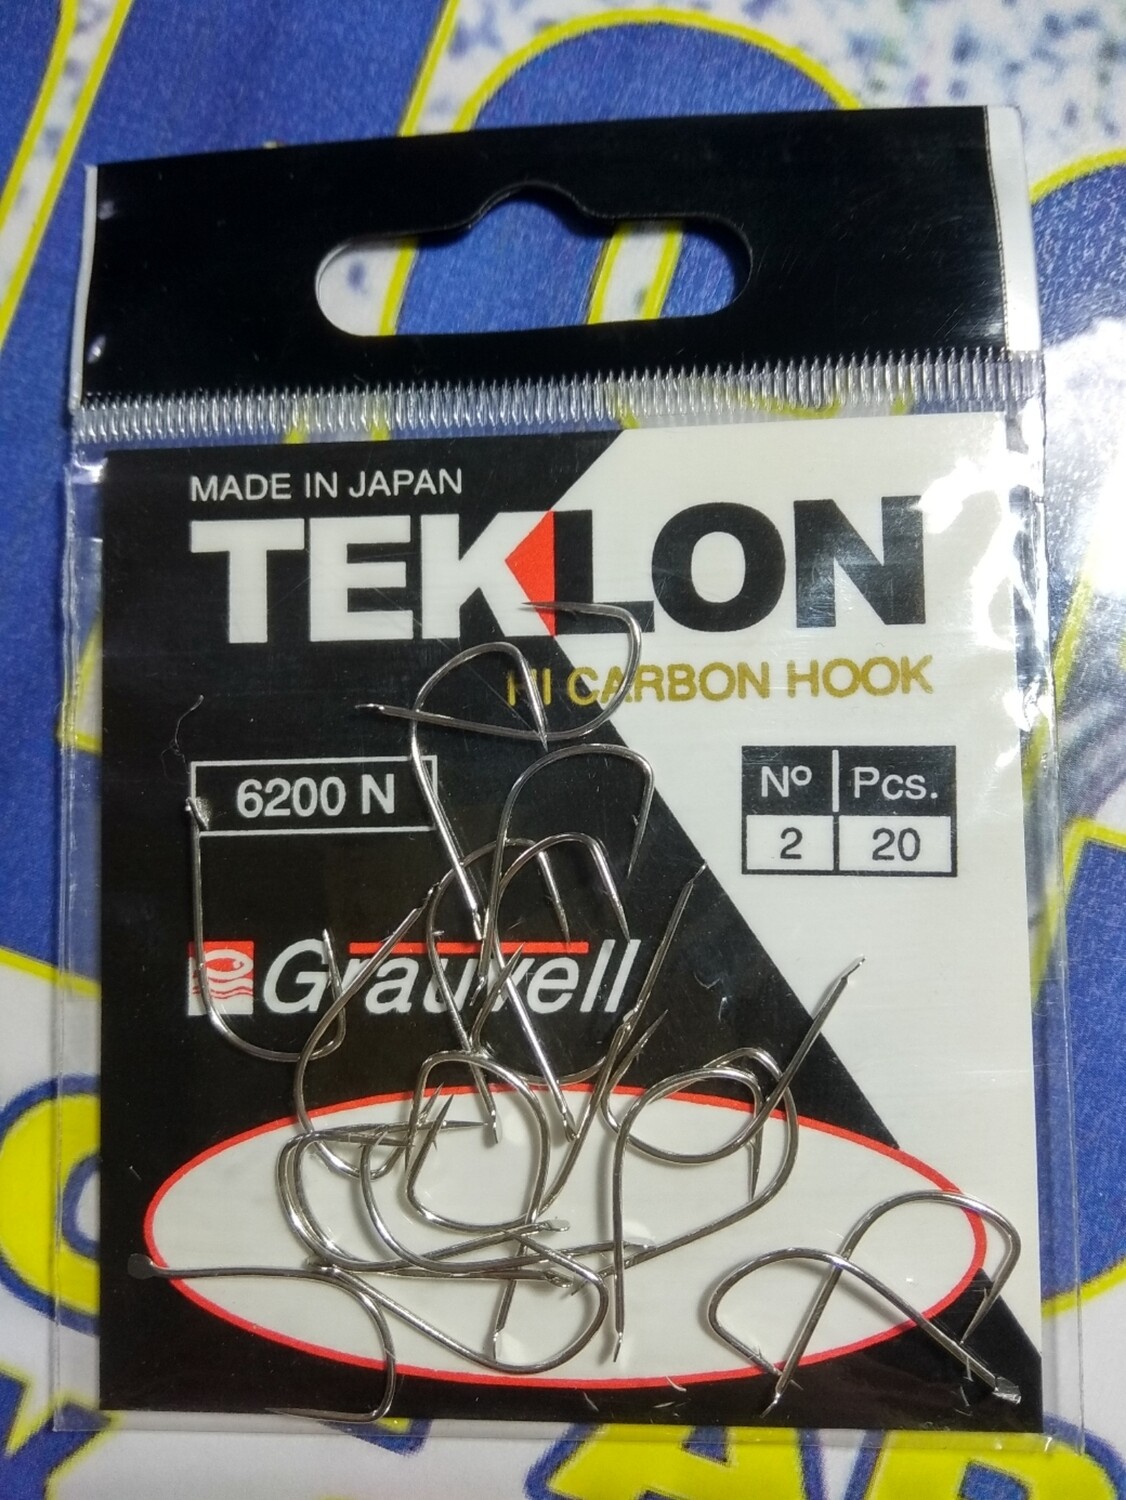 MADE IN JAPAN
TEKLON
HI CARBON HOOK
6200 N
Nº Pcs.
2 20
Grauvell